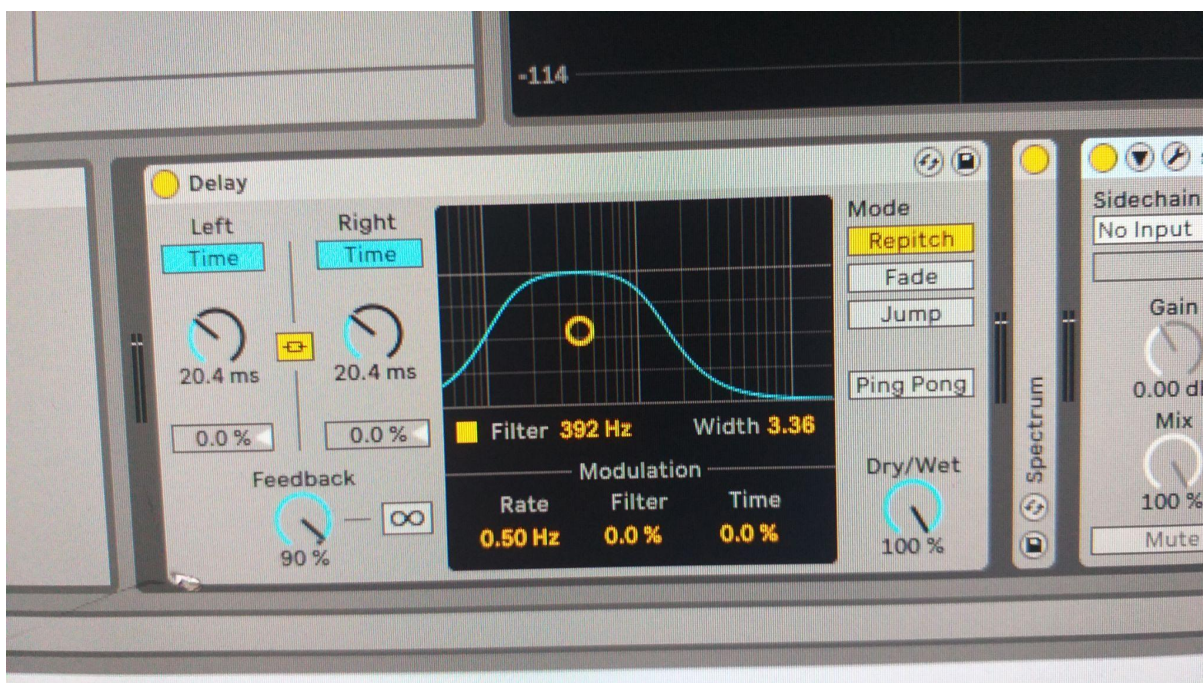 -114
Delay
Left
Right
Time
Time
20.4 ms
20.4 ms
0.0 %
0.0 %
Feedback
90 %
∞
Filter 392 Hz
Width 3.36
Modulation
Rate
Filter
Time
0.50 Hz
0.0 %
0.0 %
Mode
Repitch
Fade
Jump
Ping Pong
Dry/Wet
100 %
Spectrum
Sidechain
No Input
Gain
0.00 d
Mix
100 %
Mute